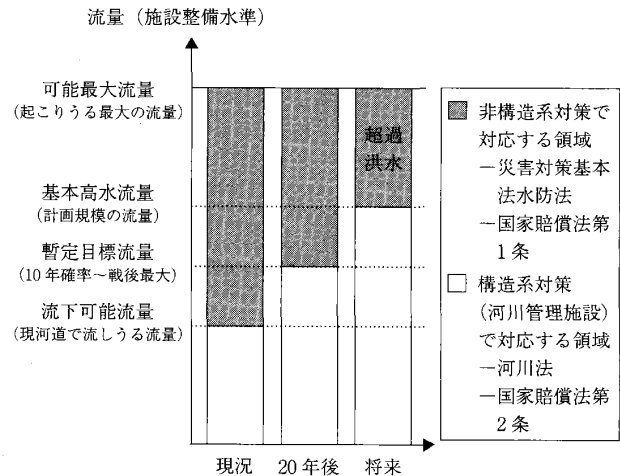 流量（施設整備水準）
可能最大流量
(起こりうる最大の流量)
基本高水流量
(計画規模の流量)
暫定目標流量
(10年確率～戦後最大)
流下可能流量
(現河道で流しうる流量)
超過
洪水
現況
20年後
将来
非構造系対策で
対応する領域
－災害対策基本
法水防法
－国家賠償法第
1条
構造系対策
(河川管理施設)
で対応する領域
－河川法
－国家賠償法第
2条